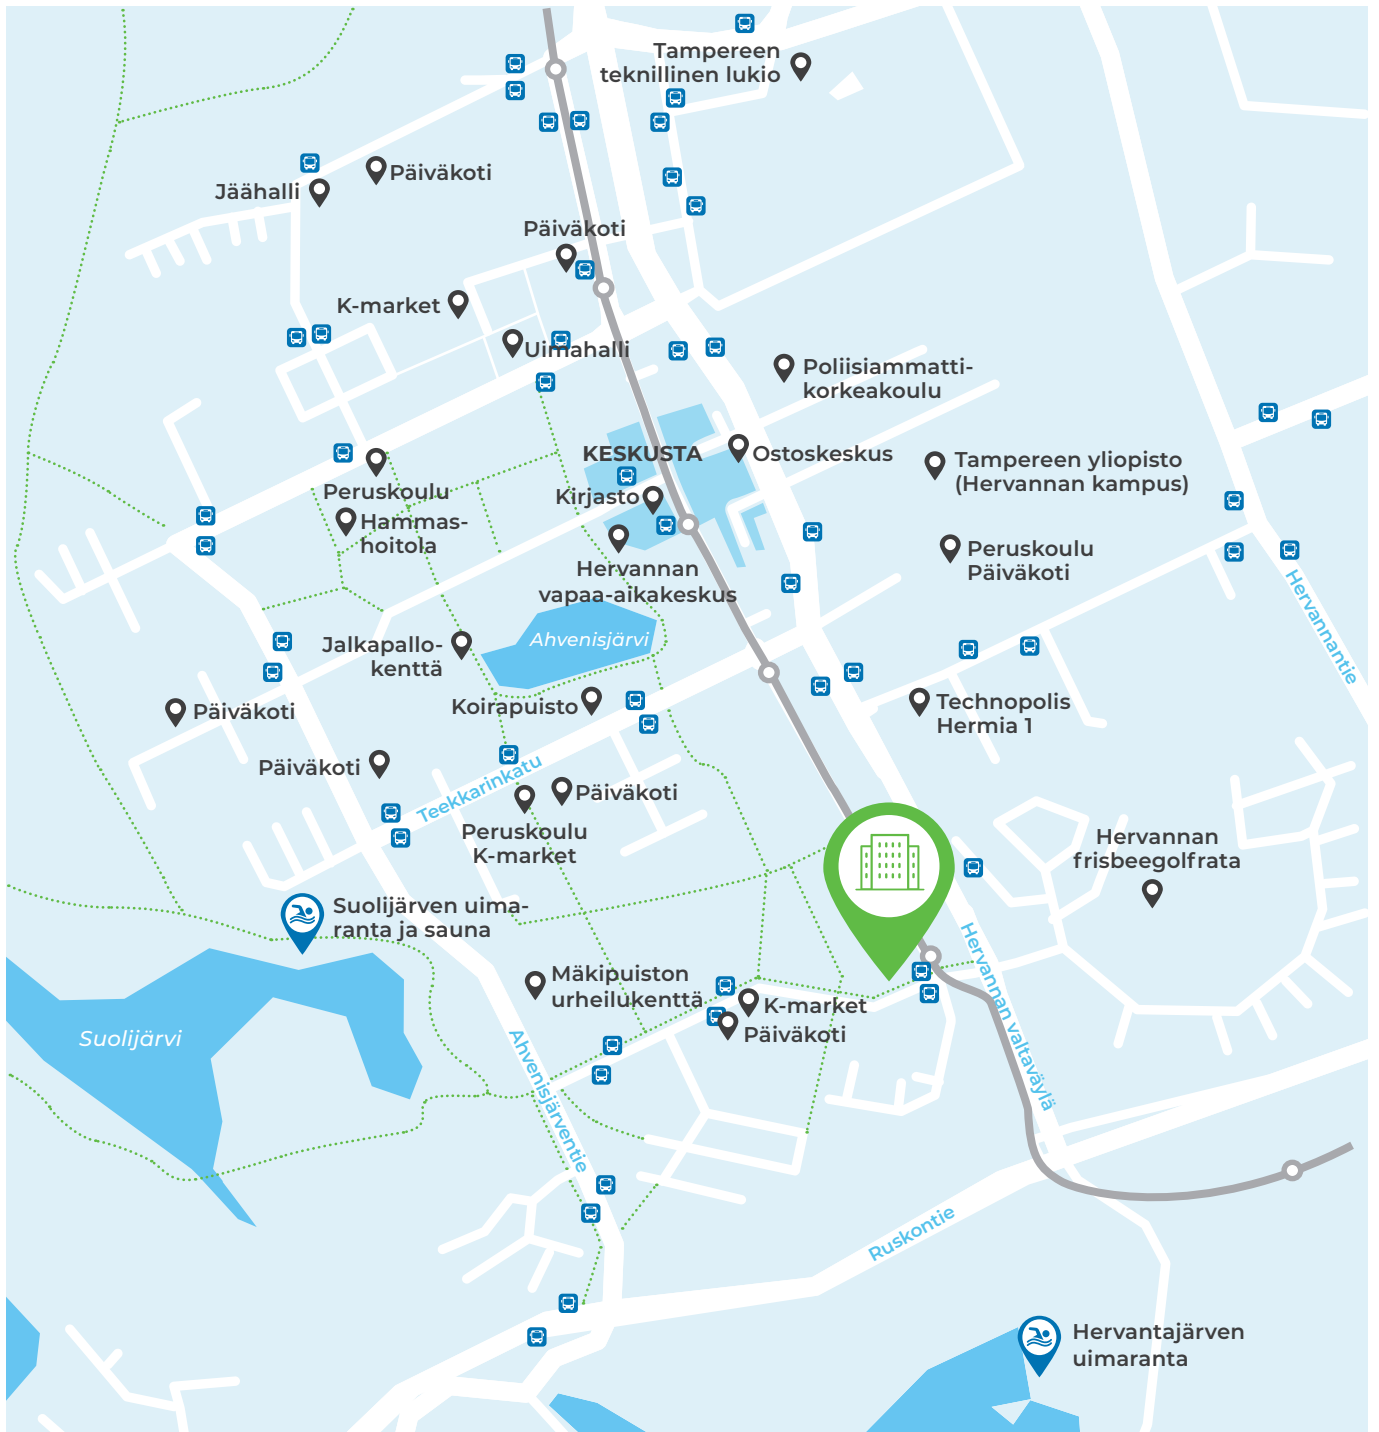 Tampereen
teknillinen lukio
Päiväkoti
Jäähalli
Päiväkoti
K-market
Uimahalli
Poliisiammatti-
korkeakoulu
KESKUSTA
Ostoskeskus
Tampereen yliopisto
(Hervannan kampus)
Peruskoulu
Kirjasto
Hammas-
hoitola
Peruskoulu
Päiväkoti
Hervannan
vapaa-aikakeskus
Hervannantie
Ahvenisjärvi
Jalkapallo-
kenttä
Koirapuisto
Technopolis
Hermia 1
Päiväkoti
Päiväkoti
Teekkarinkatu
Päiväkoti
Peruskoulu
K-market
Hervannan
frisbeegolfrata
Suolijärven uima-
ranta ja sauna
Mäkipuiston
urheilukenttä
K-market
Päiväkoti
Hervannan valtaväylä
Suolijärvi
Ahvenisjärventie
Ruskontie
Hervantajärven
uimaranta